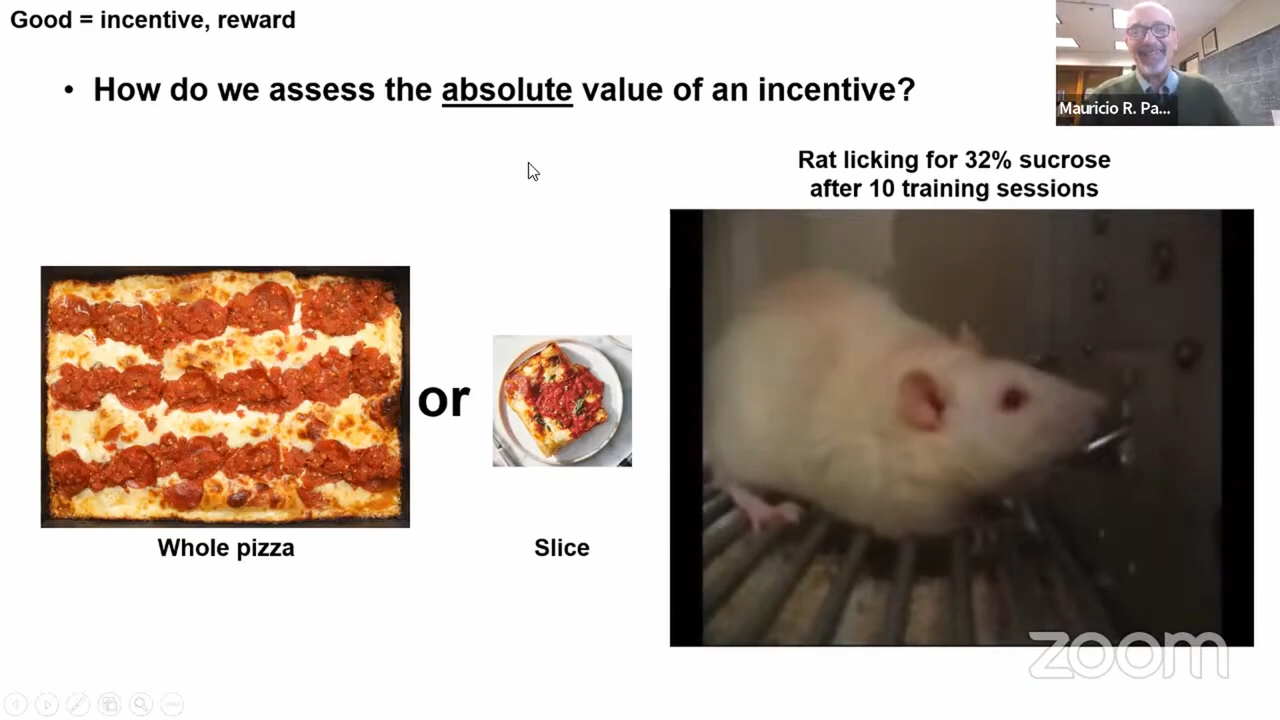 Good = incentive, reward
• How do we assess the absolute value of an incentive?
Mauricio R. Pa...
Rat licking for 32% sucrose
after 10 training sessions
or
Whole pizza
Slice
zoom